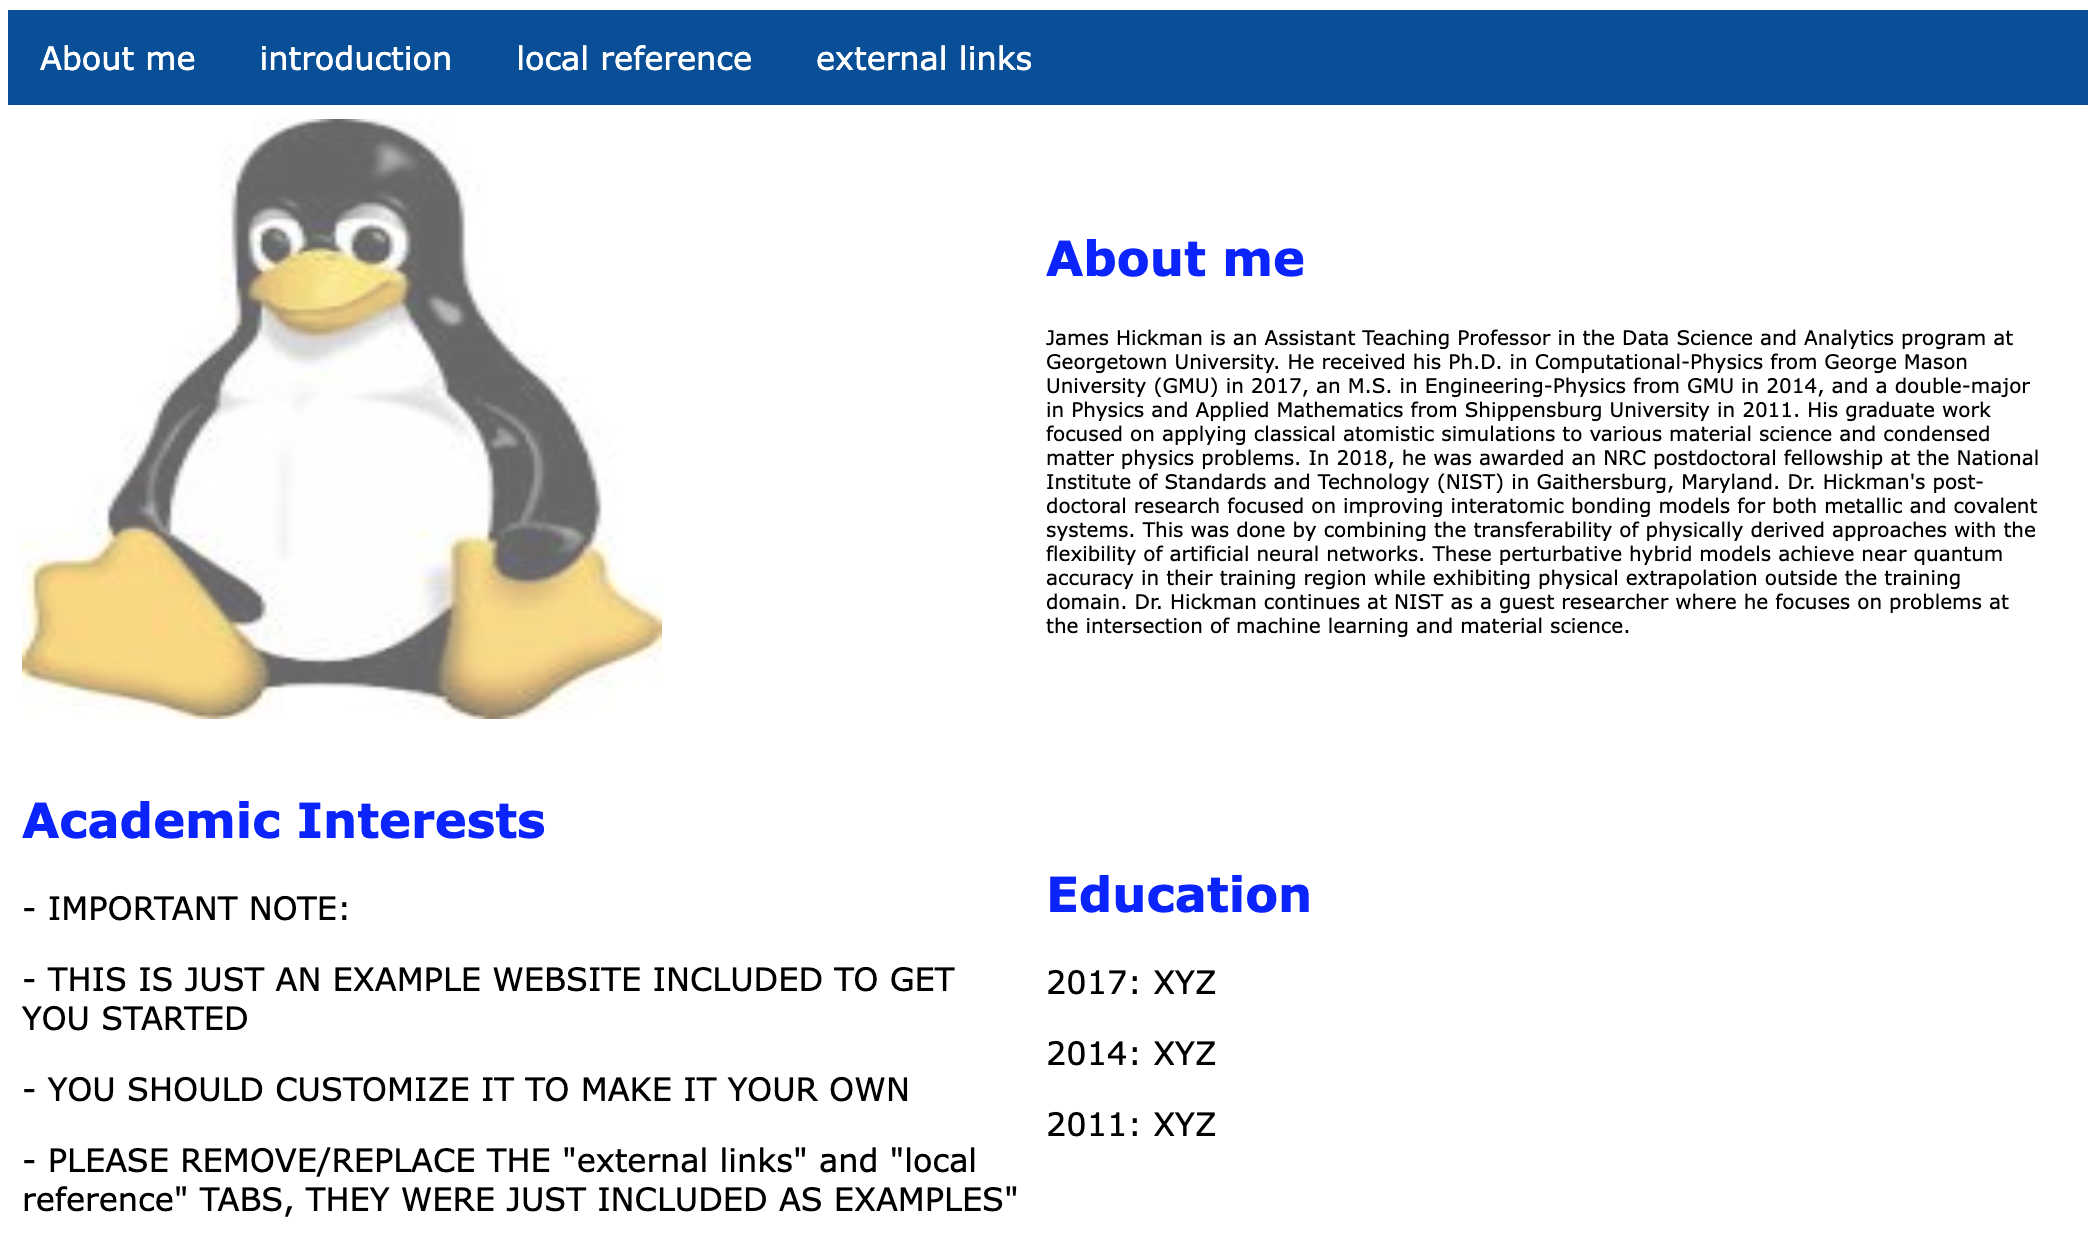 About me introduction local reference external links
About me
James Hickman is an Assistant Teaching Professor in the Data Science and Analytics program at
Georgetown University. He received his Ph.D. in Computational-Physics from George Mason
University (GMU) in 2017, an M.S. in Engineering-Physics from GMU in 2014, and a double-major
in Physics and Applied Mathematics from Shippensburg University in 2011. His graduate work
focused on applying classical atomistic simulations to various material science and condensed
matter physics problems. In 2018, he was awarded an NRC postdoctoral fellowship at the National
Institute of Standards and Technology (NIST) in Gaithersburg, Maryland. Dr. Hickman's post-
doctoral research focused on improving interatomic bonding models for both metallic and covalent
systems. This was done by combining the transferability of physically derived approaches with the
flexibility of artificial neural networks. These perturbative hybrid models achieve near quantum
accuracy in their training region while exhibiting physical extrapolation outside the training
domain. Dr. Hickman continues at NIST as a guest researcher where he focuses on problems at
the intersection of machine learning and material science.
Academic Interests
- IMPORTANT NOTE:
- THIS IS JUST AN EXAMPLE WEBSITE INCLUDED TO GET
YOU STARTED
- YOU SHOULD CUSTOMIZE IT TO MAKE IT YOUR OWN
- PLEASE REMOVE/REPLACE THE "external links" and "local
reference" TABS, THEY WERE JUST INCLUDED AS EXAMPLES"
Education
2017: XYZ
2014: XYZ
2011: XYZ